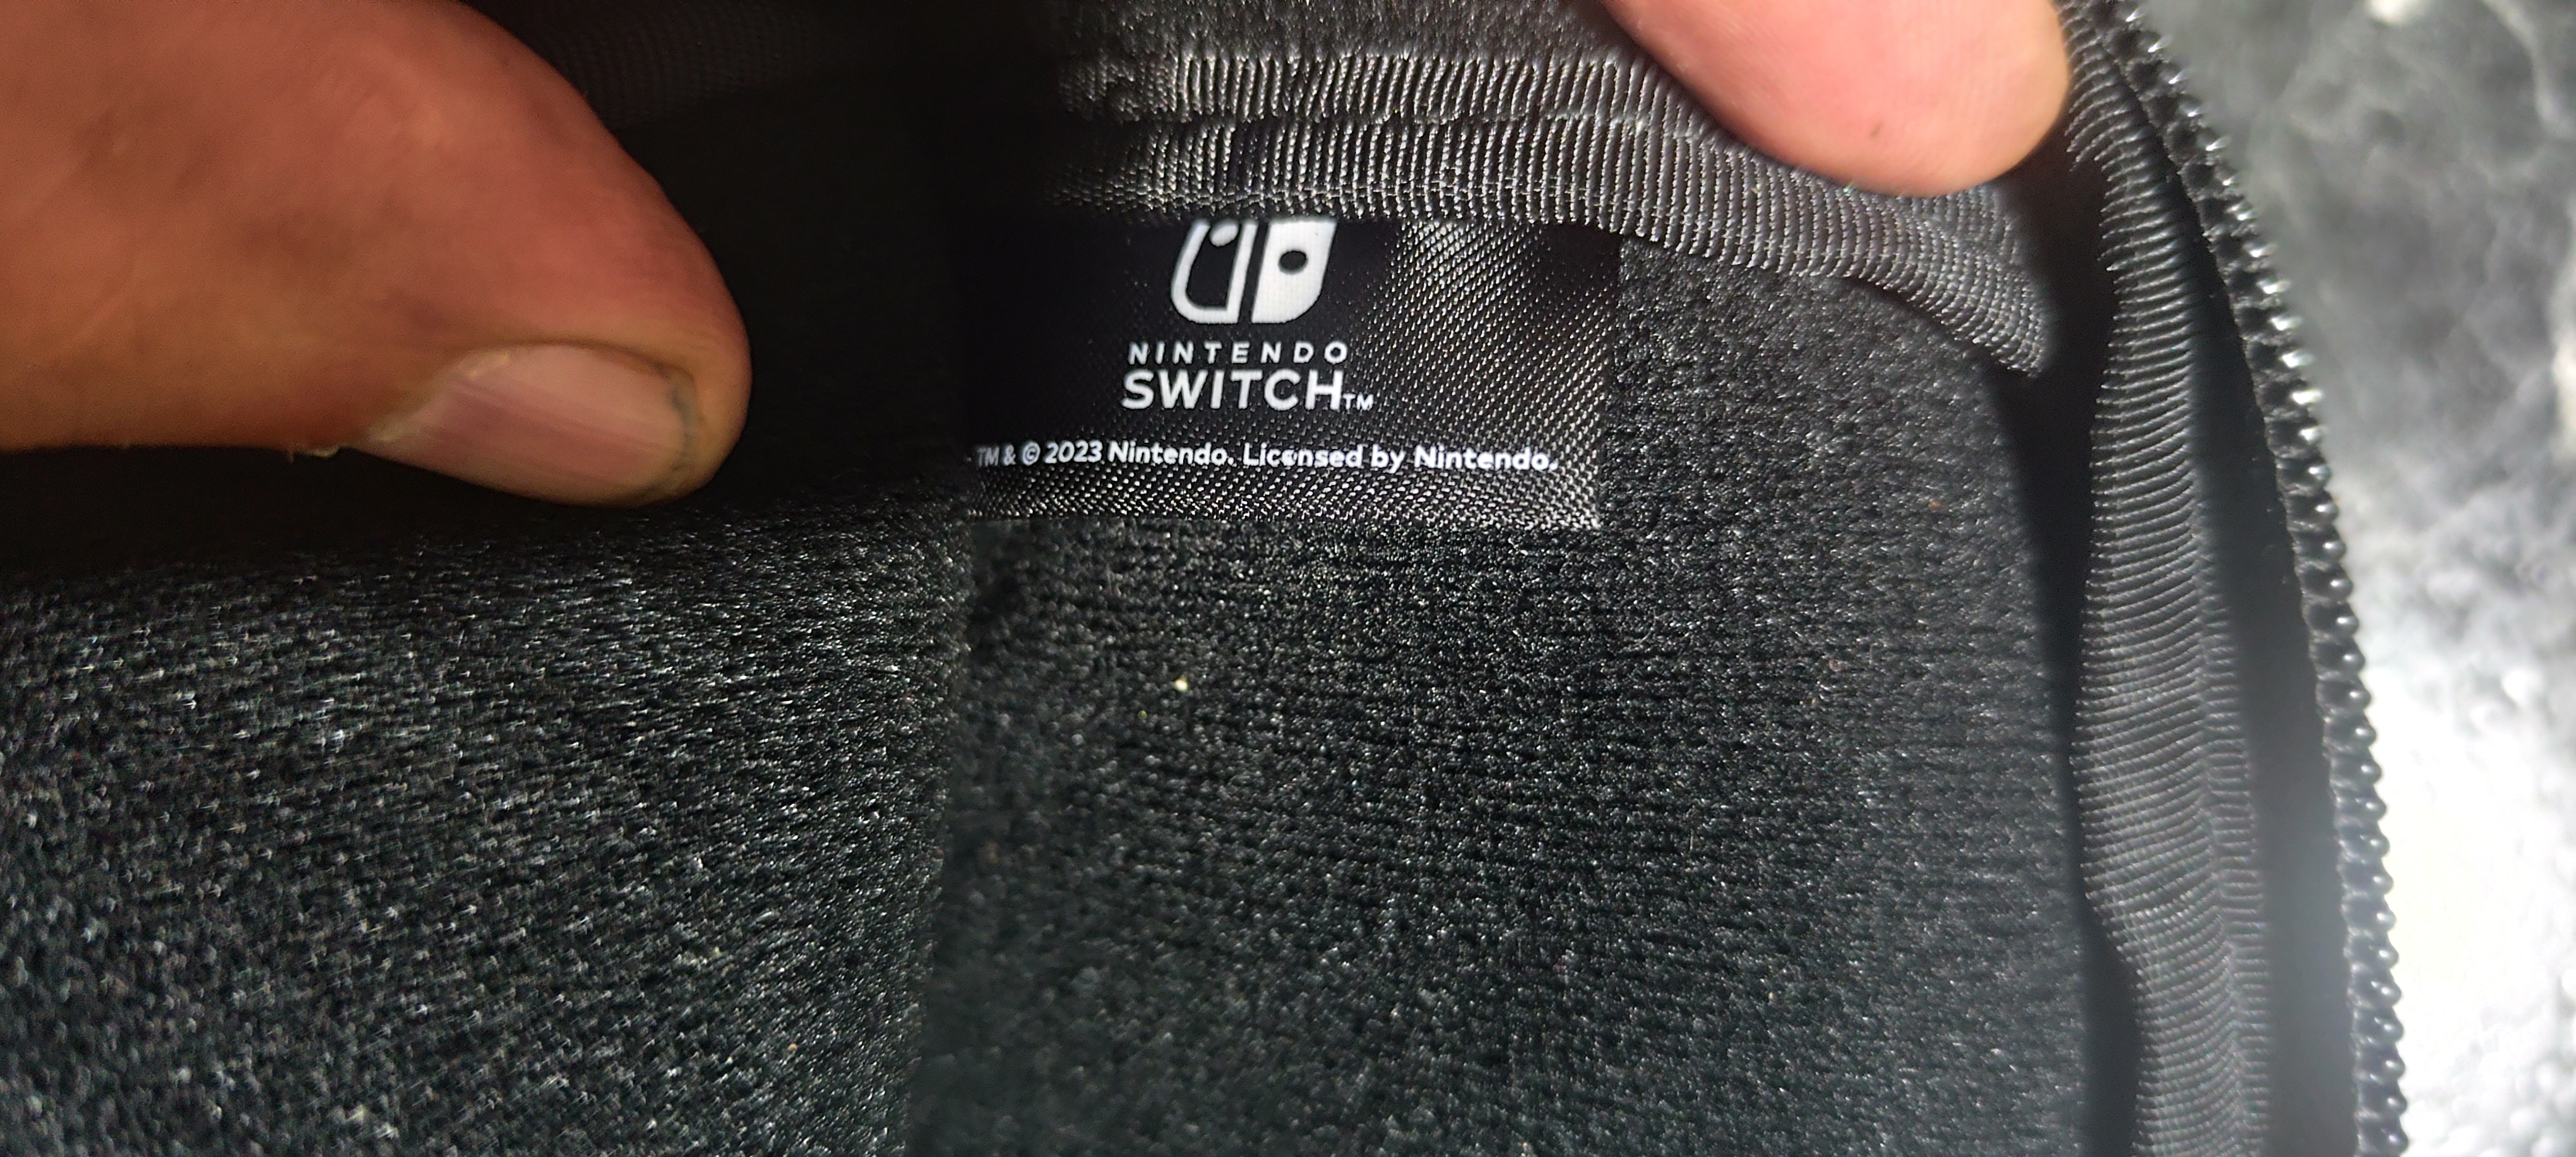 NINTENDO
SWITCH™
™ & © 2023 Nintendo. Licensed by Nintendo.